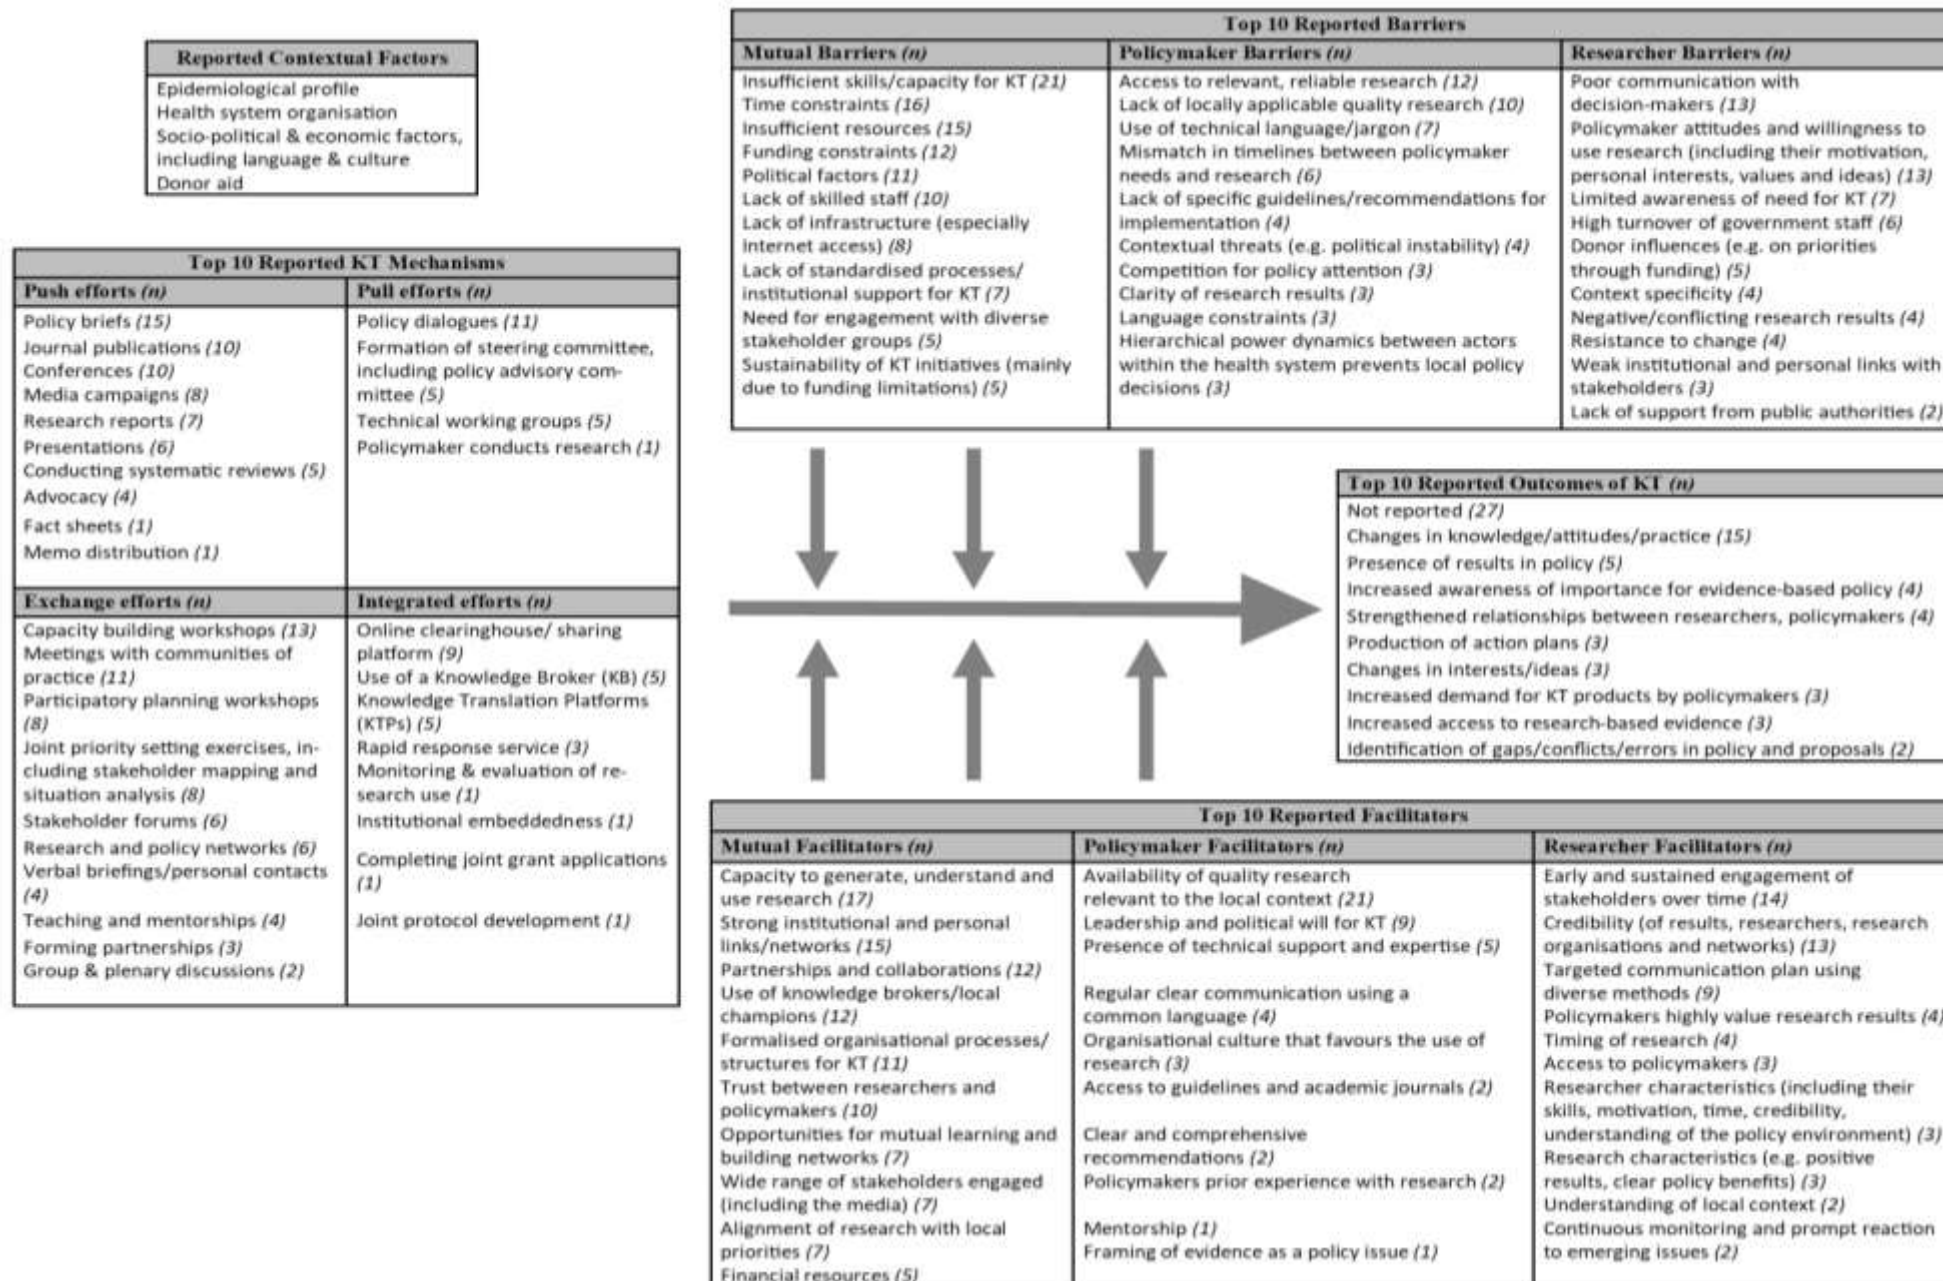 Reported Contextual Factors
Epidemiological profile
Health system organisation
Socio-political & economic factors,
including language & culture
Donor aid
Top 10 Reported KT Mechanisms
Push efforts (n)
Policy briefs (15)
Journal publications (10)
Conferences (10)
Media campaigns (8)
Research reports (7)
Presentations (6)
Conducting systematic reviews (5)
Advocacy (4)
Fact sheets (1)
Memo distribution (1)
Pull efforts (n)
Policy dialogues (11)
Formation of steering committee,
including policy advisory com-
mittee (5)
Technical working groups (5)
Policymaker conducts research (1)
Exchange efforts (n)
Capacity building workshops (13)
Meetings with communities of
practice (11)
Participatory planning workshops
(8)
Joint priority setting exercises, in-
cluding stakeholder mapping and
situation analysis (8)
Stakeholder forums (6)
Research and policy networks (6)
Verbal briefings/personal contacts
(4)
Teaching and mentorships (4)
Forming partnerships (3)
Group & plenary discussions (2)
Integrated efforts (n)
Online clearinghouse/ sharing
platform (9)
Use of a Knowledge Broker (KB) (5)
Knowledge Translation Platforms
(KTPs) (5)
Rapid response service (3)
Monitoring & evaluation of re-
search use (1)
Institutional embeddedness (1)
Completing joint grant applications
(1)
Joint protocol development (1)
Top 10 Reported Barriers
Mutual Barriers (n)
Insufficient skills/capacity for KT (21)
Time constraints (16)
Insufficient resources (15)
Funding constraints (12)
Political factors (11)
Lack of skilled staff (10)
Lack of infrastructure (especially
Internet access) (8)
Lack of standardised processes/
institutional support for KT (7)
Need for engagement with diverse
stakeholder groups (5)
Sustainability of KT initiatives (mainly
due to funding limitations) (5)
Policymaker Barriers (n)
Access to relevant, reliable research (12)
Lack of locally applicable quality research (10)
Use of technical language/jargon (7)
Mismatch in timelines between policymaker
needs and research (6)
Lack of specific guidelines/recommendations for
implementation (4)
Contextual threats (e.g. political instability) (4)
Competition for policy attention (3)
Clarity of research results (3)
Language constraints (3)
Hierarchical power dynamics between actors
within the health system prevents local policy
decisions (3)
Researcher Barriers (n)
Poor communication with
decision-makers (13)
Policymaker attitudes and willingness to
use research (including their motivation,
personal interests, values and ideas) (13)
Limited awareness of need for KT (7)
High turnover of government staff (6)
Donor influences (e.g. on priorities
through funding) (5)
Context specificity (4)
Negative/conflicting research results (4)
Resistance to change (4)
Weak institutional and personal links with
stakeholders (3)
Lack of support from public authorities (2)
Top 10 Reported Outcomes of KT (n)
Not reported (27)
Changes in knowledge/attitudes/practice (15)
Presence of results in policy (5)
Increased awareness of importance for evidence-based policy (4)
Strengthened relationships between researchers, policymakers (4)
Production of action plans (3)
Changes in interests/ideas (3)
Increased demand for KT products by policymakers (3)
Increased access to research-based evidence (3)
Identification of gaps/conflicts/errors in policy and proposals (2)
Top 10 Reported Facilitators
Mutual Facilitators (n)
Capacity to generate, understand and
use research (17)
Strong institutional and personal
links/networks (15)
Partnerships and collaborations (12)
Use of knowledge brokers/local
champions (12)
Formalised organisational processes/
structures for KT (11)
Trust between researchers and
policymakers (10)
Opportunities for mutual learning and
building networks (7)
Wide range of stakeholders engaged
(including the media) (7)
Alignment of research with local
priorities (7)
Financial resources (5)
Policymaker Facilitators (n)
Availability of quality research
relevant to the local context (21)
Leadership and political will for KT (9)
Presence of technical support and expertise (5)
Regular clear communication using a
common language (4)
Organisational culture that favours the use of
research (3)
Access to guidelines and academic journals (2)
Clear and comprehensive
recommendations (2)
Policymakers prior experience with research (2)
Mentorship (1)
Framing of evidence as a policy issue (1)
Researcher Facilitators (n)
Early and sustained engagement of
stakeholders over time (14)
Credibility (of results, researchers, research
organisations and networks) (13)
Targeted communication plan using
diverse methods (9)
Policymakers highly value research results (4)
Timing of research (4)
Access to policymakers (3)
Researcher characteristics (including their
skills, motivation, time, credibility,
understanding of the policy environment) (3)
Research characteristics (e.g. positive
results, clear policy benefits) (3)
Understanding of local context (2)
Continuous monitoring and prompt reaction
to emerging issues (2)